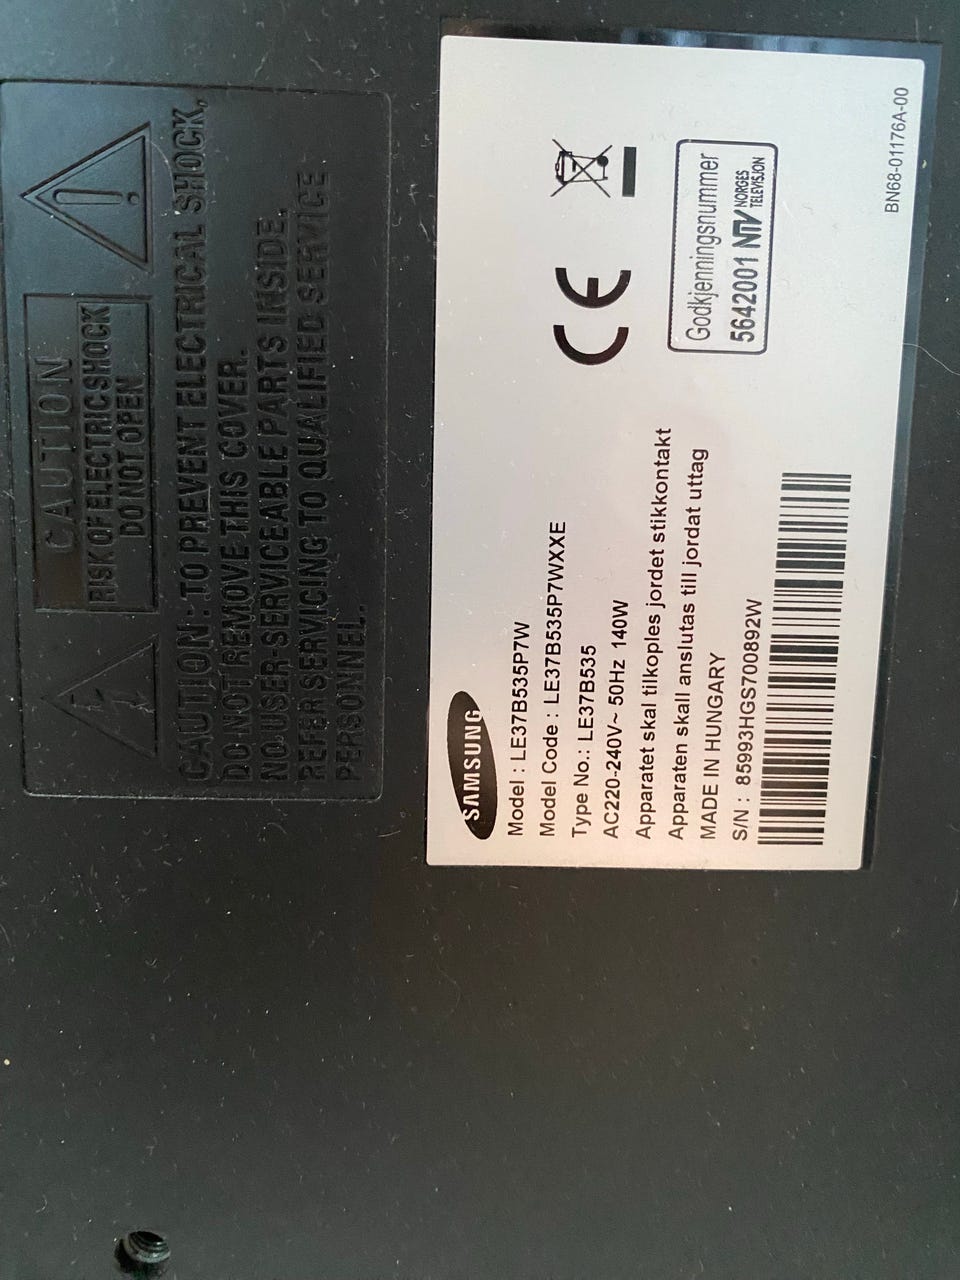 CAUTION
RISK OF ELECTRIC SHOCK
DO NOT OPEN
CAUTION : TO PREVENT ELECTRICAL SHOCK,
DO NOT REMOVE THIS COVER.
NO USER-SERVICEABLE PARTS INSIDE.
REFER SERVICING TO QUALIFIED SERVICE
PERSONNEL.
SAMSUNG
Model : LE37B535P7W
Model Code : LE37B535P7WXXE
Type No.: LE37B535
AC220-240V~ 50Hz 140W
Apparatet skal tilkoples jordet stikkontakt
Apparaten skall anslutas till jordat uttag
MADE IN HUNGARY
S/N : 85993HGS700892W
CE
Godkjenningsnummer
5642001 NTV NORGES
TELEVISJON
BN68-01176A-00